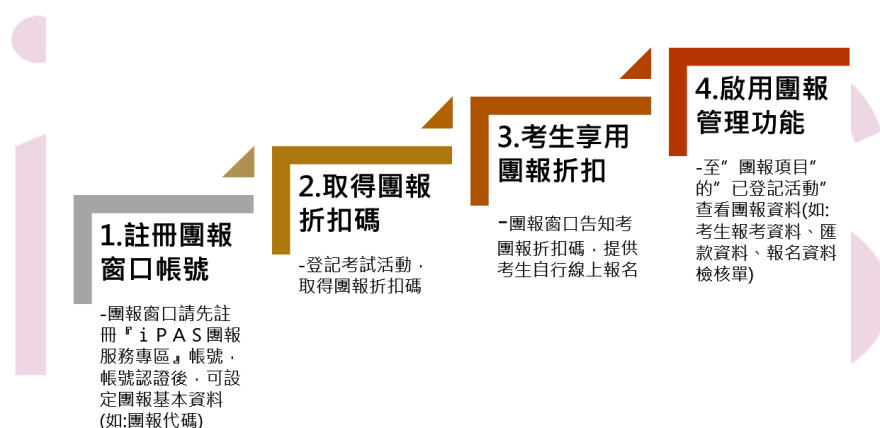 1.註冊團報
窗口帳號
-團報窗口請先註
冊『iPAS團報
服務專區』帳號，
帳號認證後，可設
定團報基本資料
(如:團報代碼)
2.取得團報
折扣碼
-登記考試活動，
取得團報折扣碼
3.考生享用
團報折扣
-團報窗口告知考
團報折扣碼，提供
考生自行線上報名
4.啟用團報
管理功能
-至”團報項目”
的”已登記活動”
查看團報資料(如:
考生報考資料、匯
款資料、報名資料
檢核單)